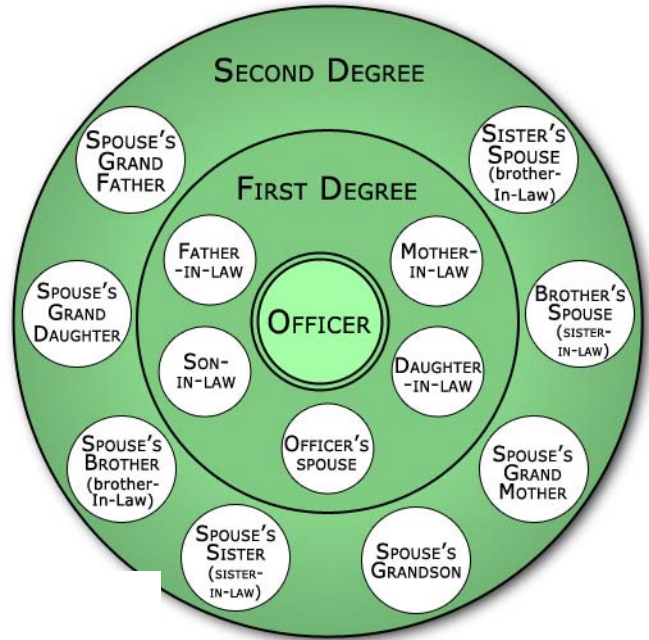 SECOND DEGREE
SPOUSE'S
GRAND
FATHER
SISTER'S
SPOUSE
(brother-
In-Law)
FIRST DEGREE
FATHER
-IN-LAW
MOTHER-
IN-LAW
SPOUSE'S
GRAND
DAUGHTER
OFFICER
BROTHER'S
SPOUSE
(SISTER-
IN-LAW)
SON-
IN-LAW
DAUGHTER
-IN-LAW
SPOUSE'S
BROTHER
(brother-
In-Law)
OFFICER'S
SPOUSE
SPOUSE'S
GRAND
MOTHER
SPOUSE'S
SISTER
(SISTER-
IN-LAW)
SPOUSE'S
GRANDSON